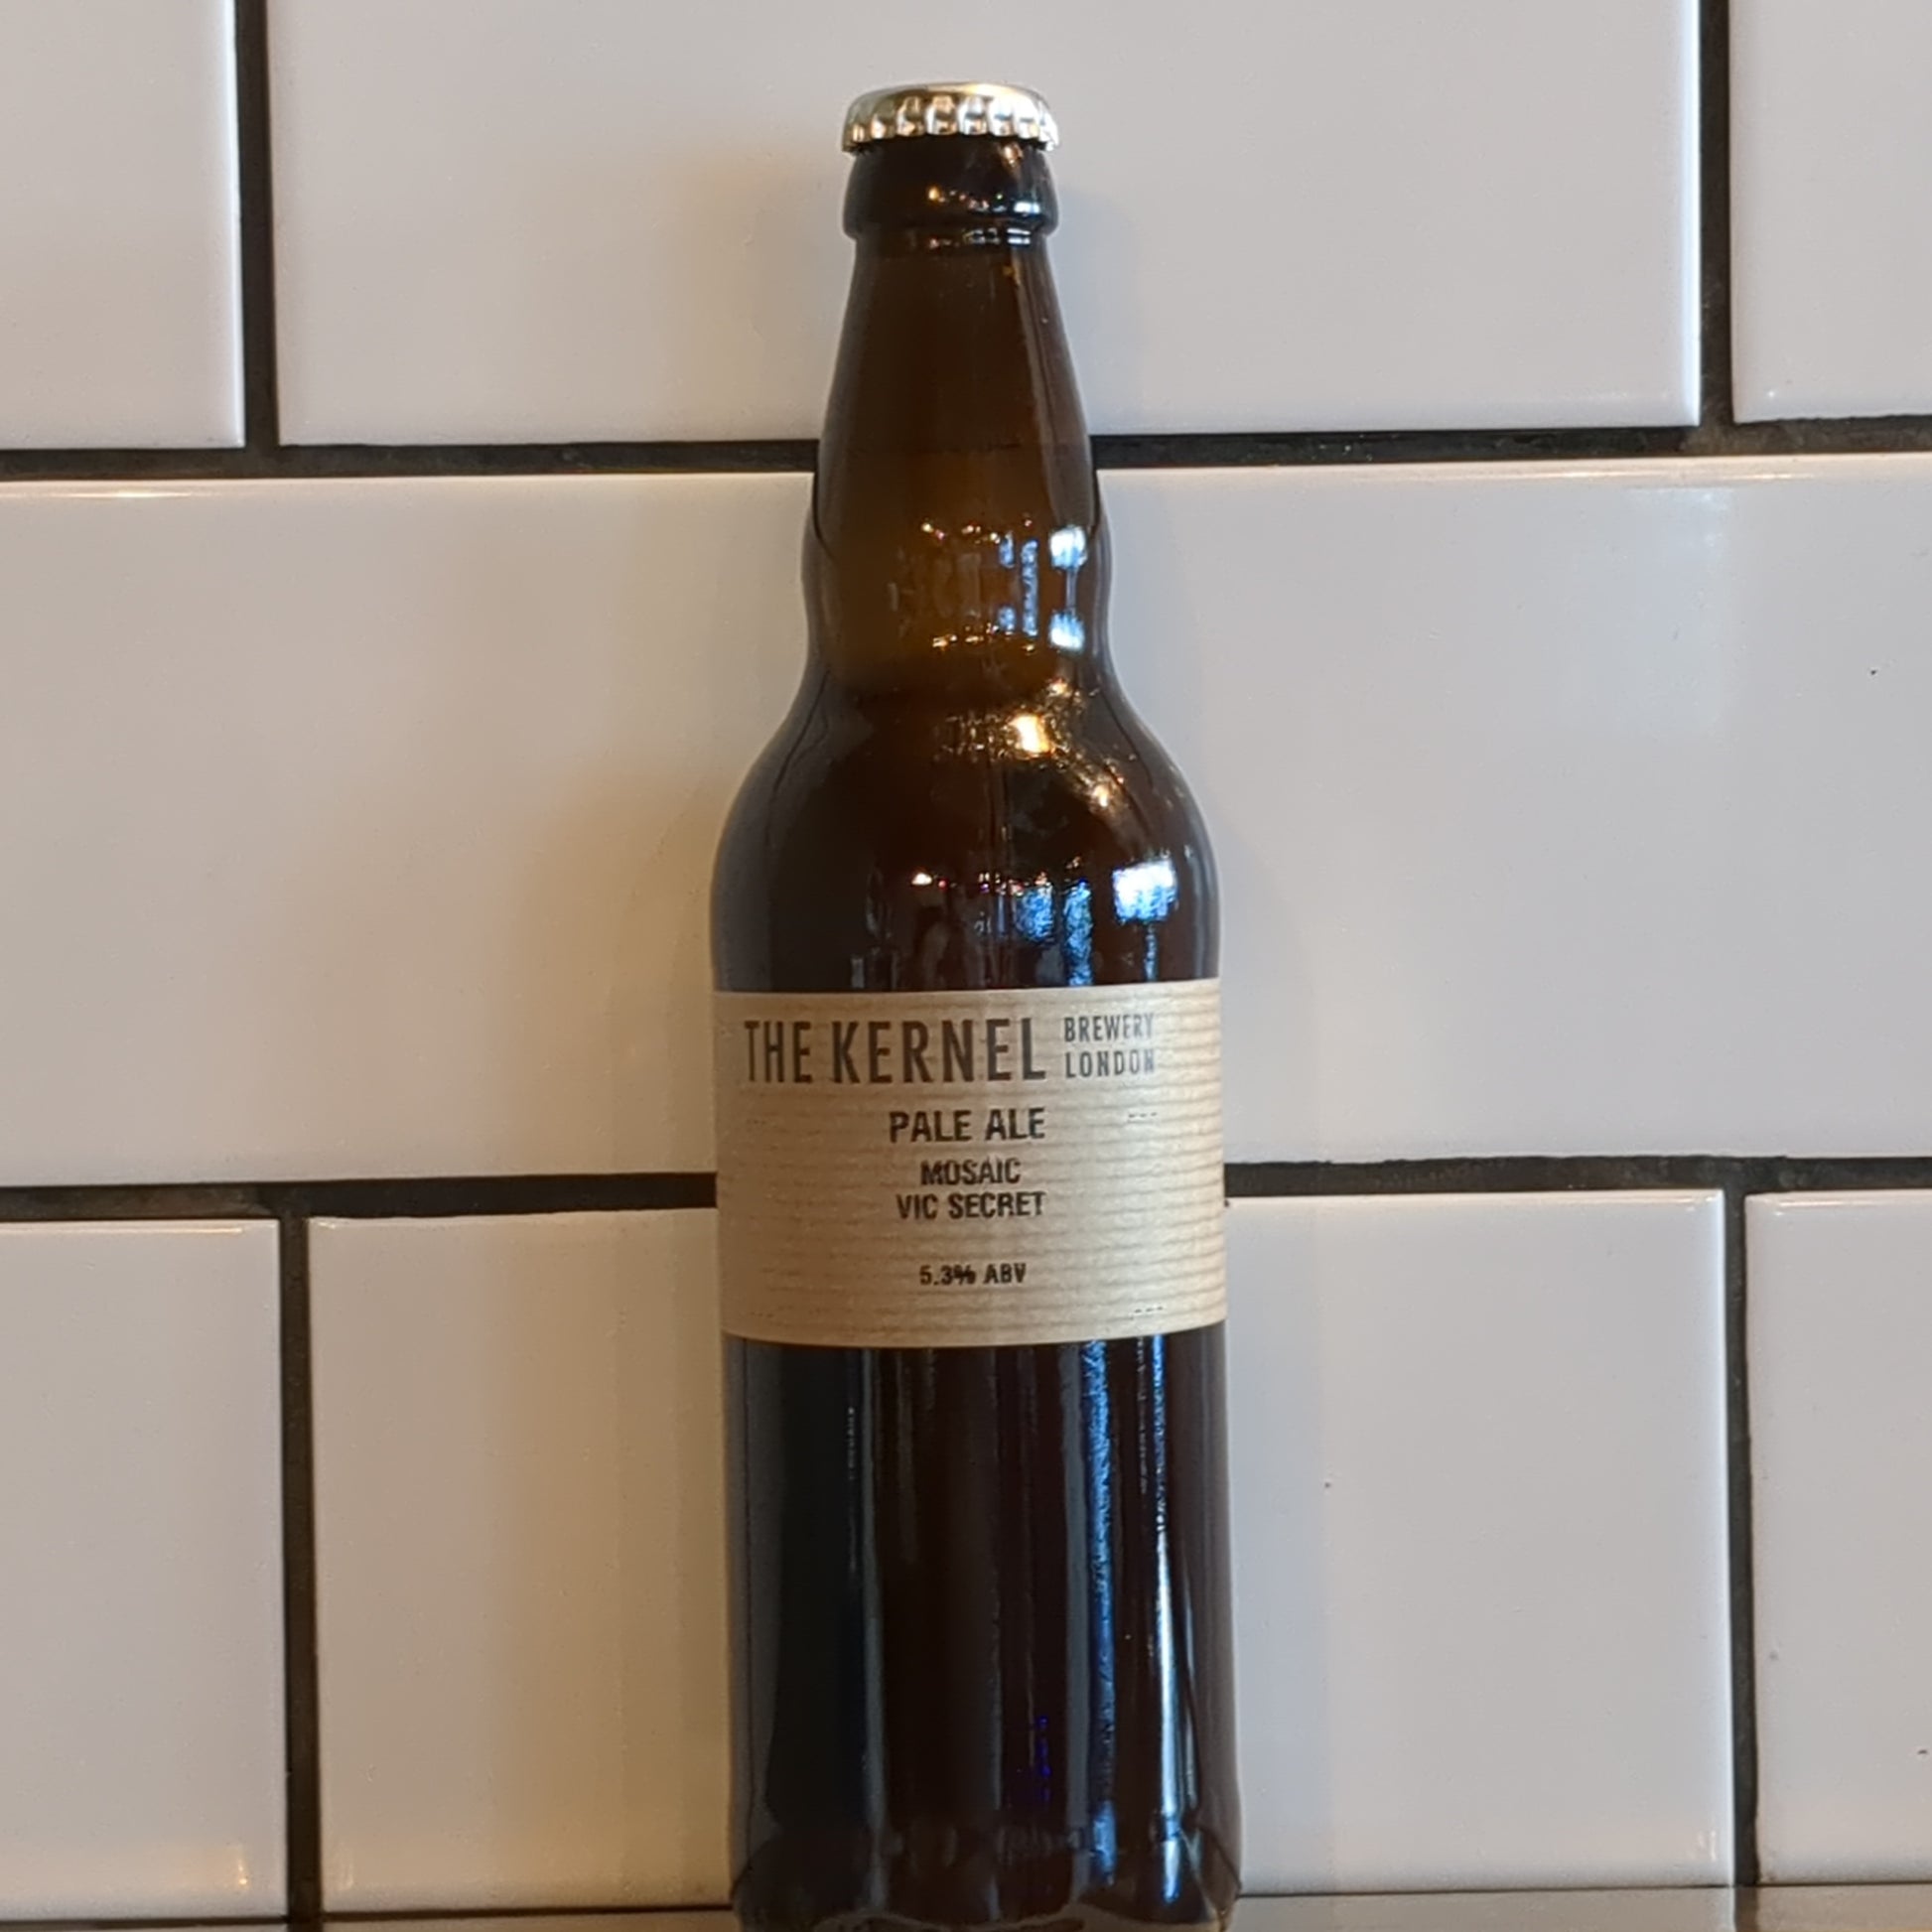 THE KERNEL
BREWERY
LONDON
PALE ALE
MOSAIC
VIC SECRET
5.3% ABV